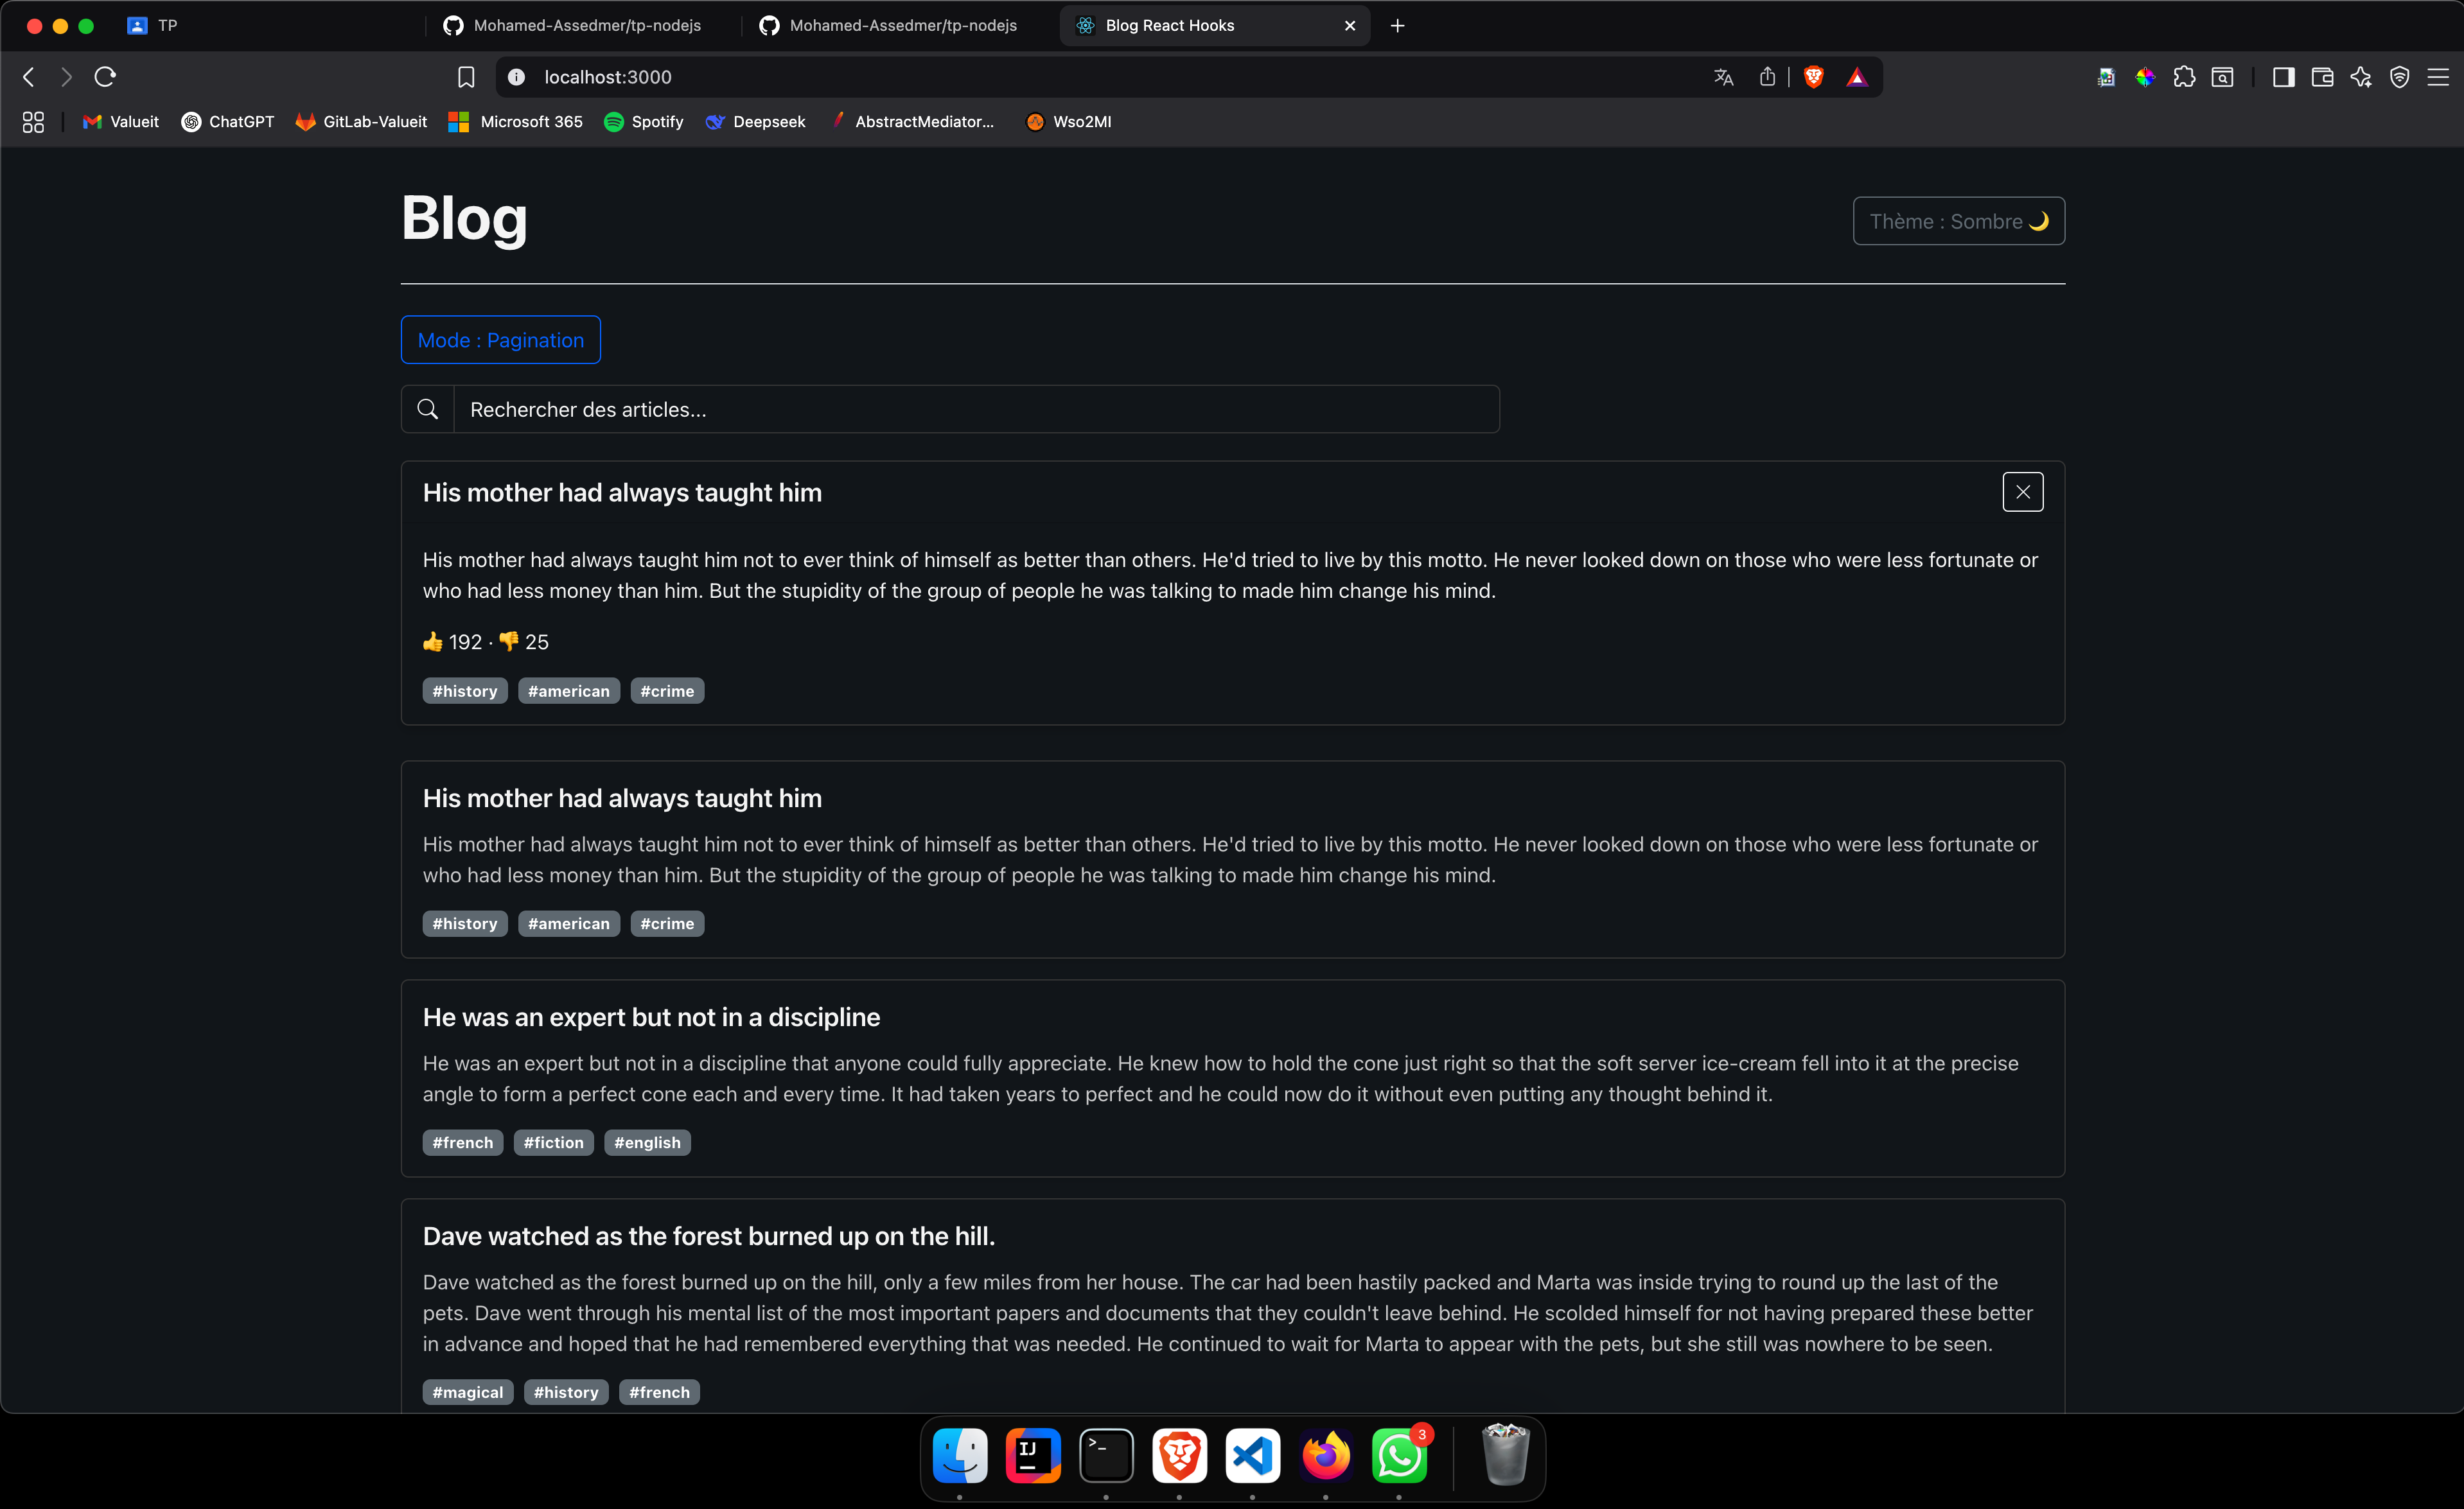 TP
Mohamed-Assedmer/tp-nodejs
Mohamed-Assedmer/tp-nodejs
Blog React Hooks
localhost:3000
Valueit
ChatGPT
GitLab-Valueit
Microsoft 365
Spotify
Deepseek
AbstractMediator...
Wso2MI
Blog
Thème : Sombre 🌙
Mode : Pagination
Rechercher des articles...
His mother had always taught him
His mother had always taught him not to ever think of himself as better than others. He'd tried to live by this motto. He never looked down on those who were less fortunate or
who had less money than him. But the stupidity of the group of people he was talking to made him change his mind.
👍 192 · 👎 25
#history #american #crime
His mother had always taught him
His mother had always taught him not to ever think of himself as better than others. He'd tried to live by this motto. He never looked down on those who were less fortunate or
who had less money than him. But the stupidity of the group of people he was talking to made him change his mind.
#history #american #crime
He was an expert but not in a discipline
He was an expert but not in a discipline that anyone could fully appreciate. He knew how to hold the cone just right so that the soft server ice-cream fell into it at the precise
angle to form a perfect cone each and every time. It had taken years to perfect and he could now do it without even putting any thought behind it.
#french #fiction #english
Dave watched as the forest burned up on the hill.
Dave watched as the forest burned up on the hill, only a few miles from her house. The car had been hastily packed and Marta was inside trying to round up the last of the
pets. Dave went through his mental list of the most important papers and documents that they couldn't leave behind. He scolded himself for not having prepared these better
in advance and hoped that he had remembered everything that was needed. He continued to wait for Marta to appear with the pets, but she still was nowhere to be seen.
#magical #history #french
IJ
>_
3